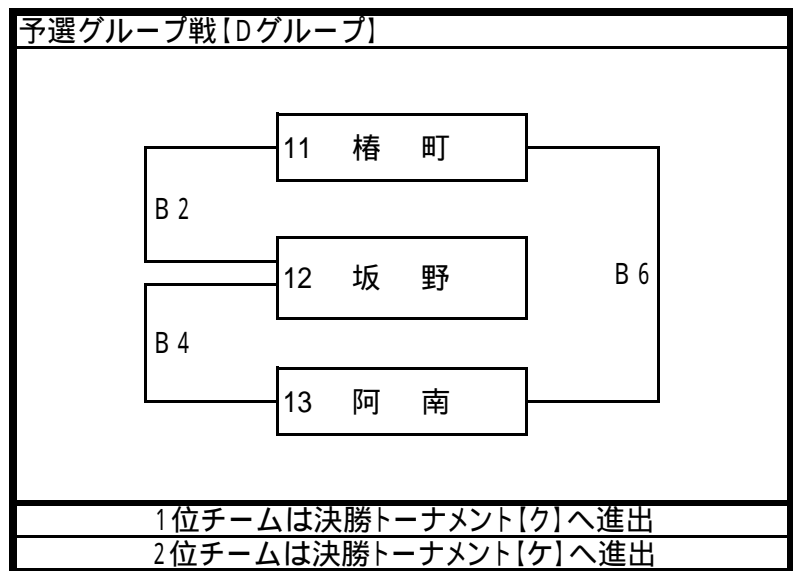 予選グループ戦【Dグループ】
11 椿 町
B2
12 坂 野
B6
B4
13 阿 南
1位チームは決勝トーナメント【ク】へ進出
2位チームは決勝トーナメント【ケ】へ進出